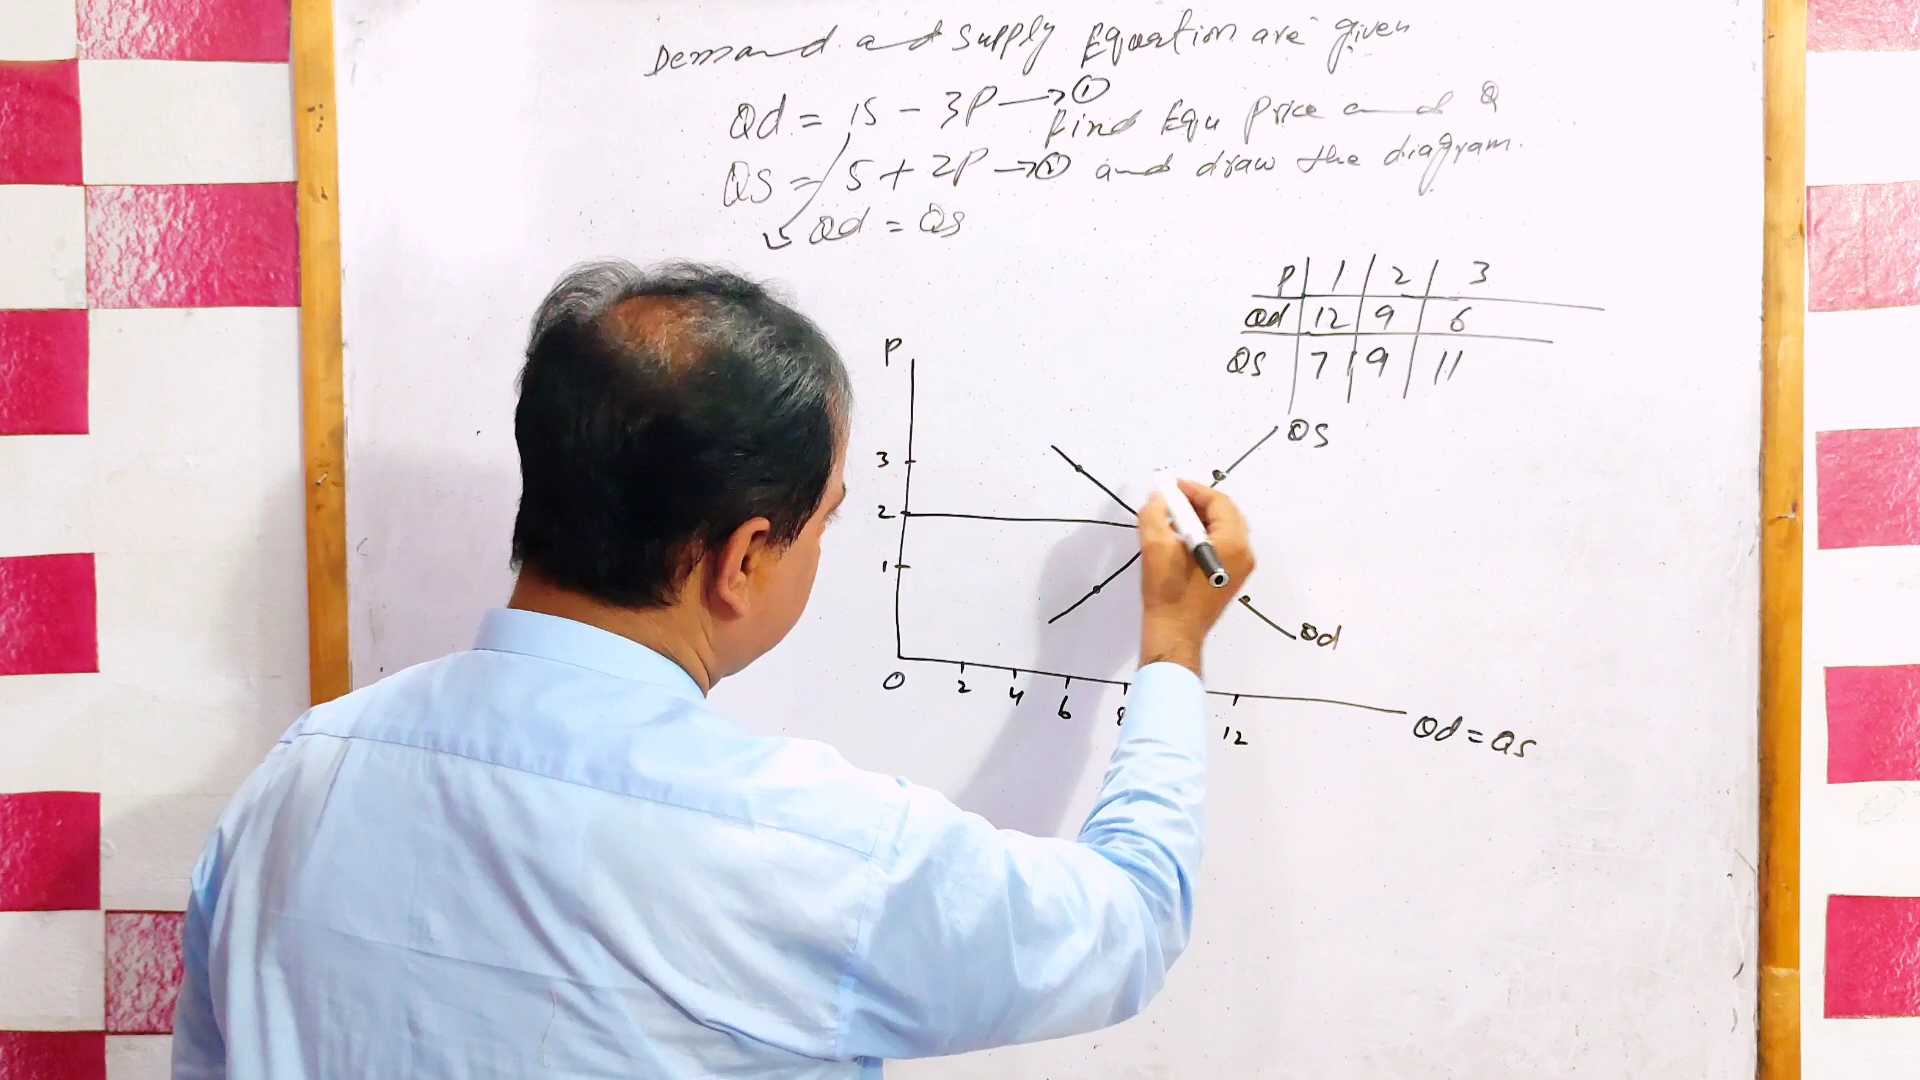 Demand and Supply Equation are given
Qd = 15 - 3P → ①
Find Equ Price and Q
QS = 5 + 2P → ② and draw the diagram.
Qd = QS
P | 1 | 2 | 3
Qd | 12 | 9 | 6
QS | 7 | 9 | 11
P
QS
3
2
1
Qd
0 2 4 6 8 12
Qd = QS